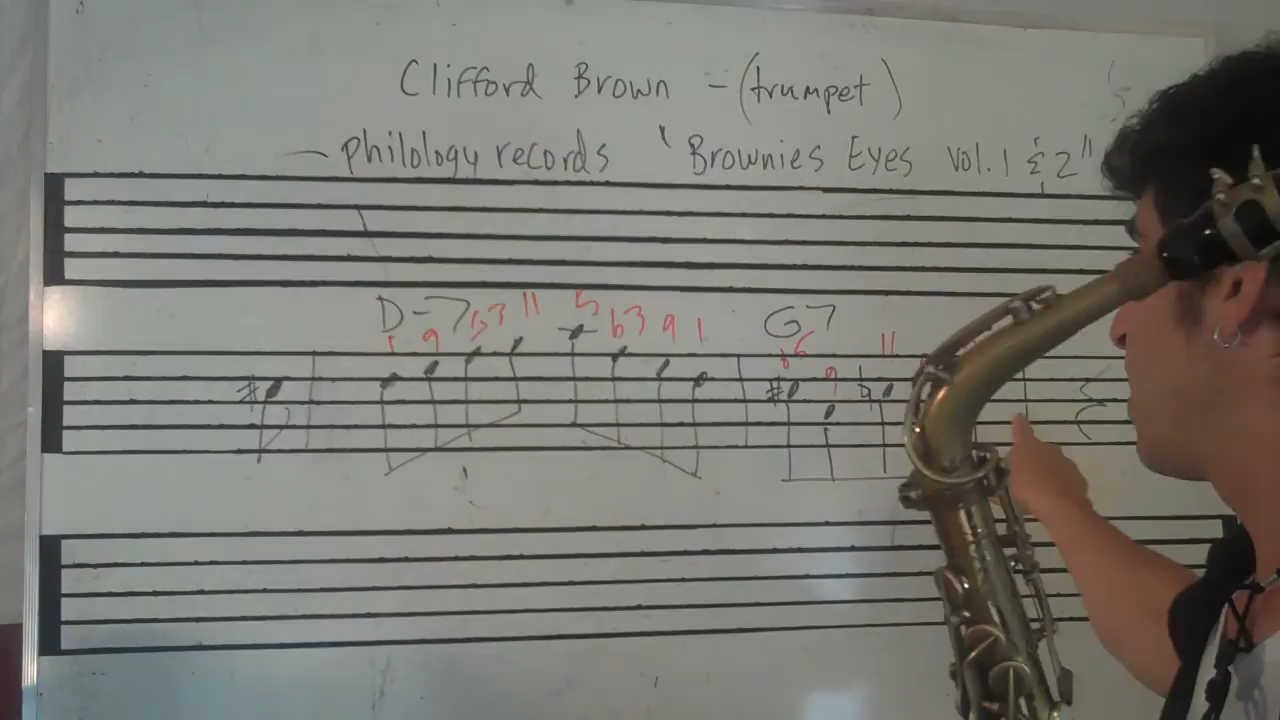 Clifford Brown - (trumpet)
- philology records "Brownies Eyes vol. 1 & 2"
D-7 G7
1 9 b3 11 5 b3 9 1 b6 9 11